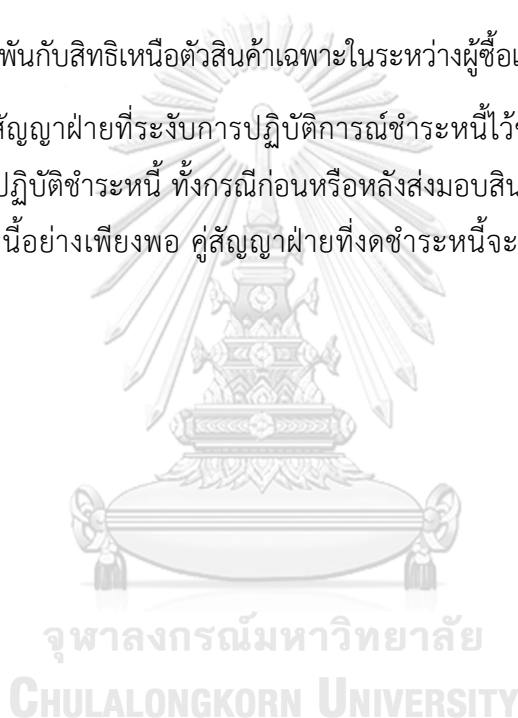 พันกับสิทธิเหนือตัวสินค้าเฉพาะในระหว่างผู้ซื้อเ
สัญญาฝ่ายที่ระงับการปฏิบัติการณ์ชำระหนี้ไว้
ปฏิบัติชำระหนี้ ทั้งกรณีก่อนหรือหลังส่งมอบสิน
นี้อย่างเพียงพอ คู่สัญญาฝ่ายที่งดชำระหนี้จะ
จุฬาลงกรณ์มหาวิทยาลัย
CHULALONGKORN UNIVERSITY